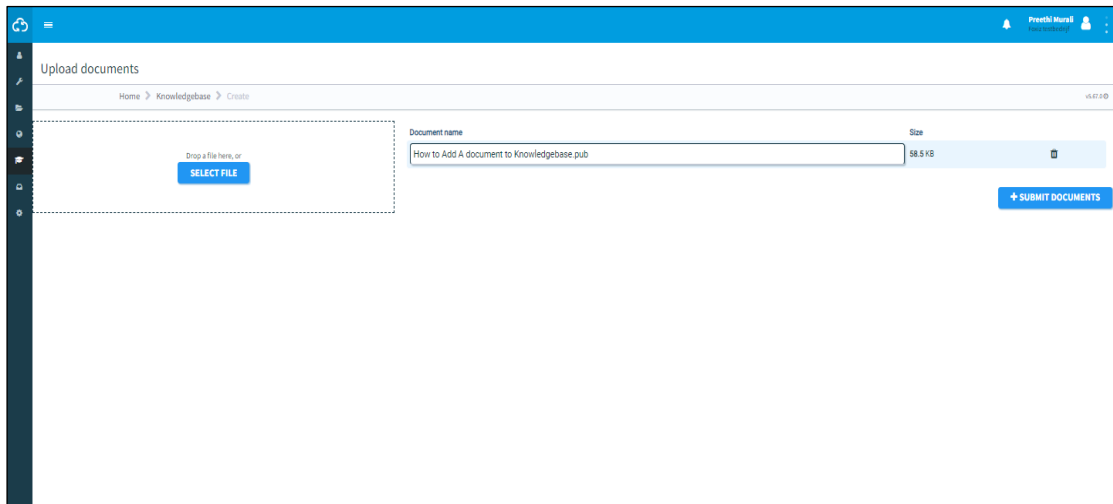 Preethi Murali
Upload documents
Home > Knowledgebase > Create
Drop a file here, or
SELECT FILE
Document name
Size
How to Add A document to Knowledgebase.pub
58.5 KB
+ SUBMIT DOCUMENTS